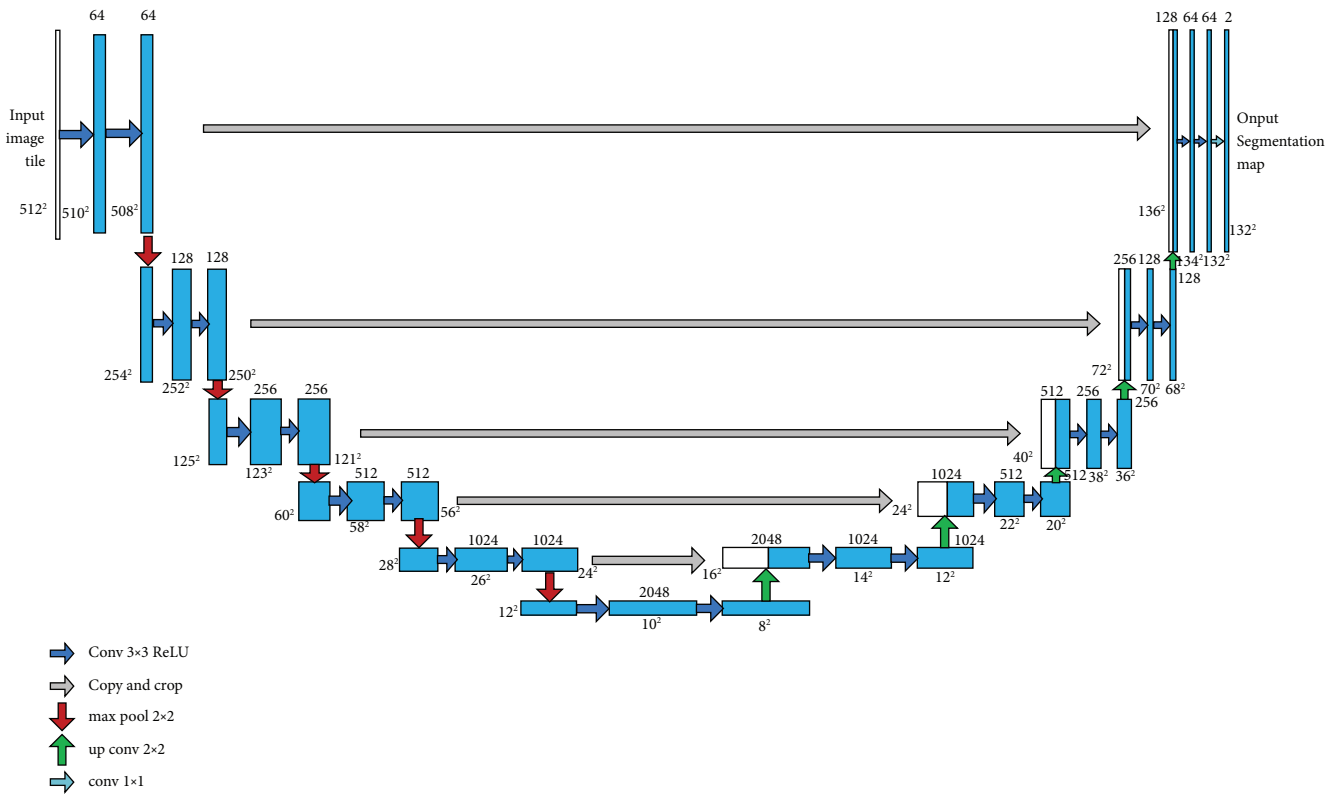 64 64
128 64 64 2
Input
image
tile
Onput
Segmentation
map
512² 510² 508²
136²
132²
134² 132²
128 128
256 128
128
254² 252² 250²
72²
70² 68²
256 256
512 256
256
125² 123² 121²
40²
512 38² 36²
512 512
1024 512
60² 58² 56²
24²
22² 20²
1024 1024
2048 1024 1024
28² 26² 24²
16²
14² 12²
2048
12² 10² 8²
Conv 3×3 ReLU
Copy and crop
max pool 2×2
up conv 2×2
conv 1×1